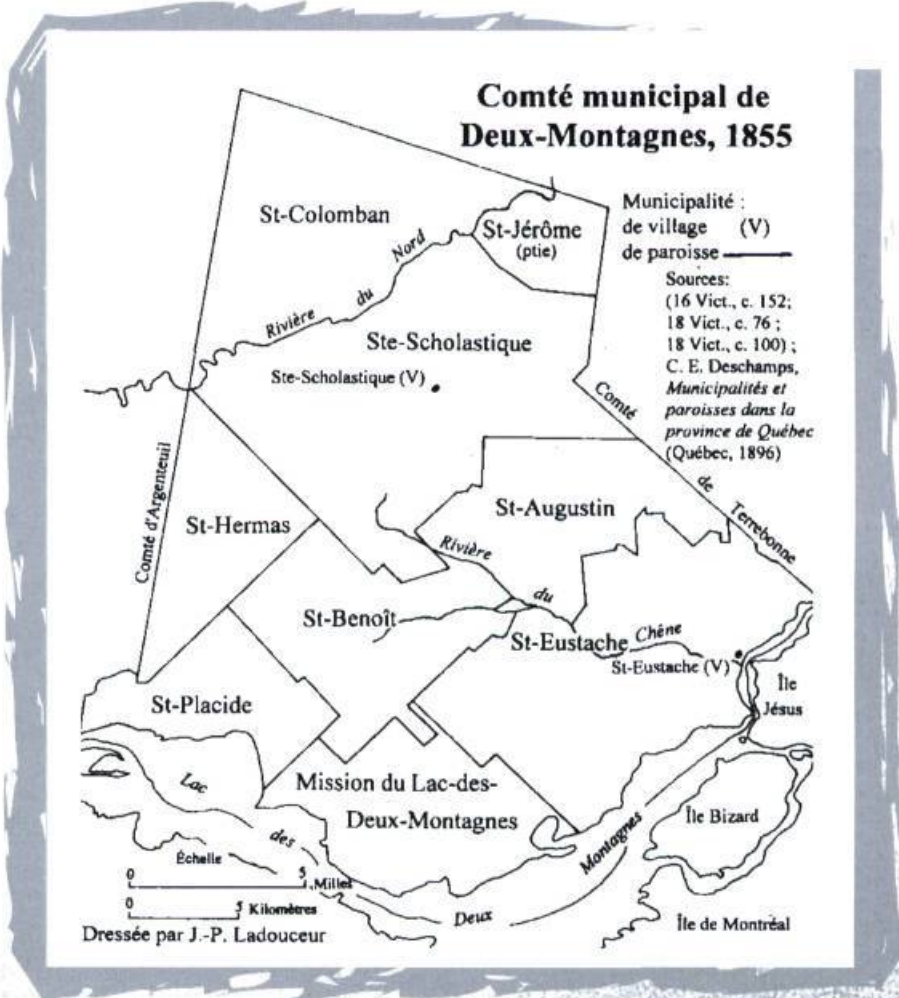 Comté municipal de
Deux-Montagnes, 1855
Municipalité :
de village (V)
de paroisse
Sources:
(16 Vict., c. 152;
18 Vict., c. 76 ;
18 Vict., c. 100) ;
C. E. Deschamps,
Municipalités et
paroisses dans la
province de Québec
(Québec, 1896)
St-Colomban
St-Jérôme
(ptie)
Rivière du Nord
Ste-Scholastique
Ste-Scholastique (V)
Comté de Terrebonne
Comté d'Argenteuil
St-Hermas
St-Augustin
Rivière du Chêne
St-Benoît
St-Eustache
St-Eustache (V)
St-Placide
Île
Jésus
Mission du Lac-des-
Deux-Montagnes
Lac des Deux Montagnes
Île Bizard
Île de Montréal
Échelle
0 5 Milles
0 5 Kilomètres
Dressée par J.-P. Ladouceur